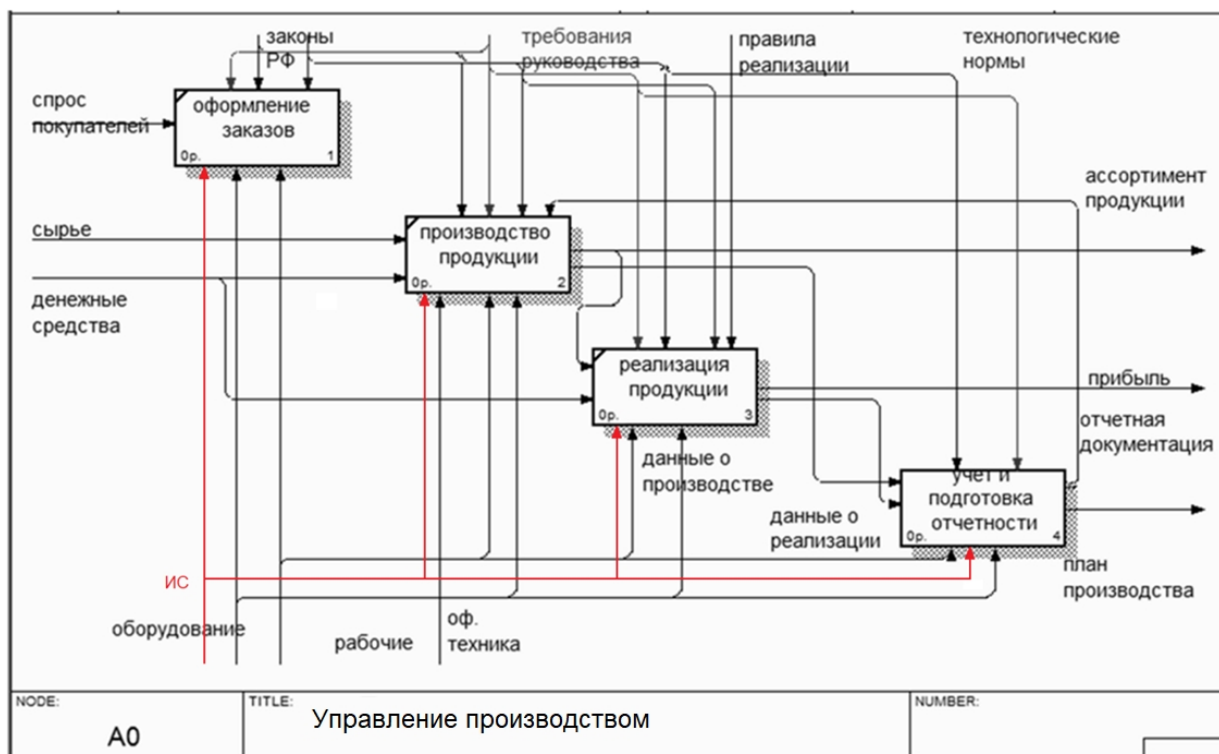 законы
РФ
требования
руководства
правила
реализации
технологические
нормы
спрос
покупателей
оформление
заказов
0р.
1
ассортимент
продукции
сырье
производство
продукции
0р.
2
денежные
средства
реализация
продукции
0р.
3
прибыль
отчетная
документация
данные о
производстве
учет и
подготовка
отчетности
0р.
4
данные о
реализации
план
производства
ИС
оборудование
рабочие
оф.
техника
NODE:
A0
TITLE:
Управление производством
NUMBER: